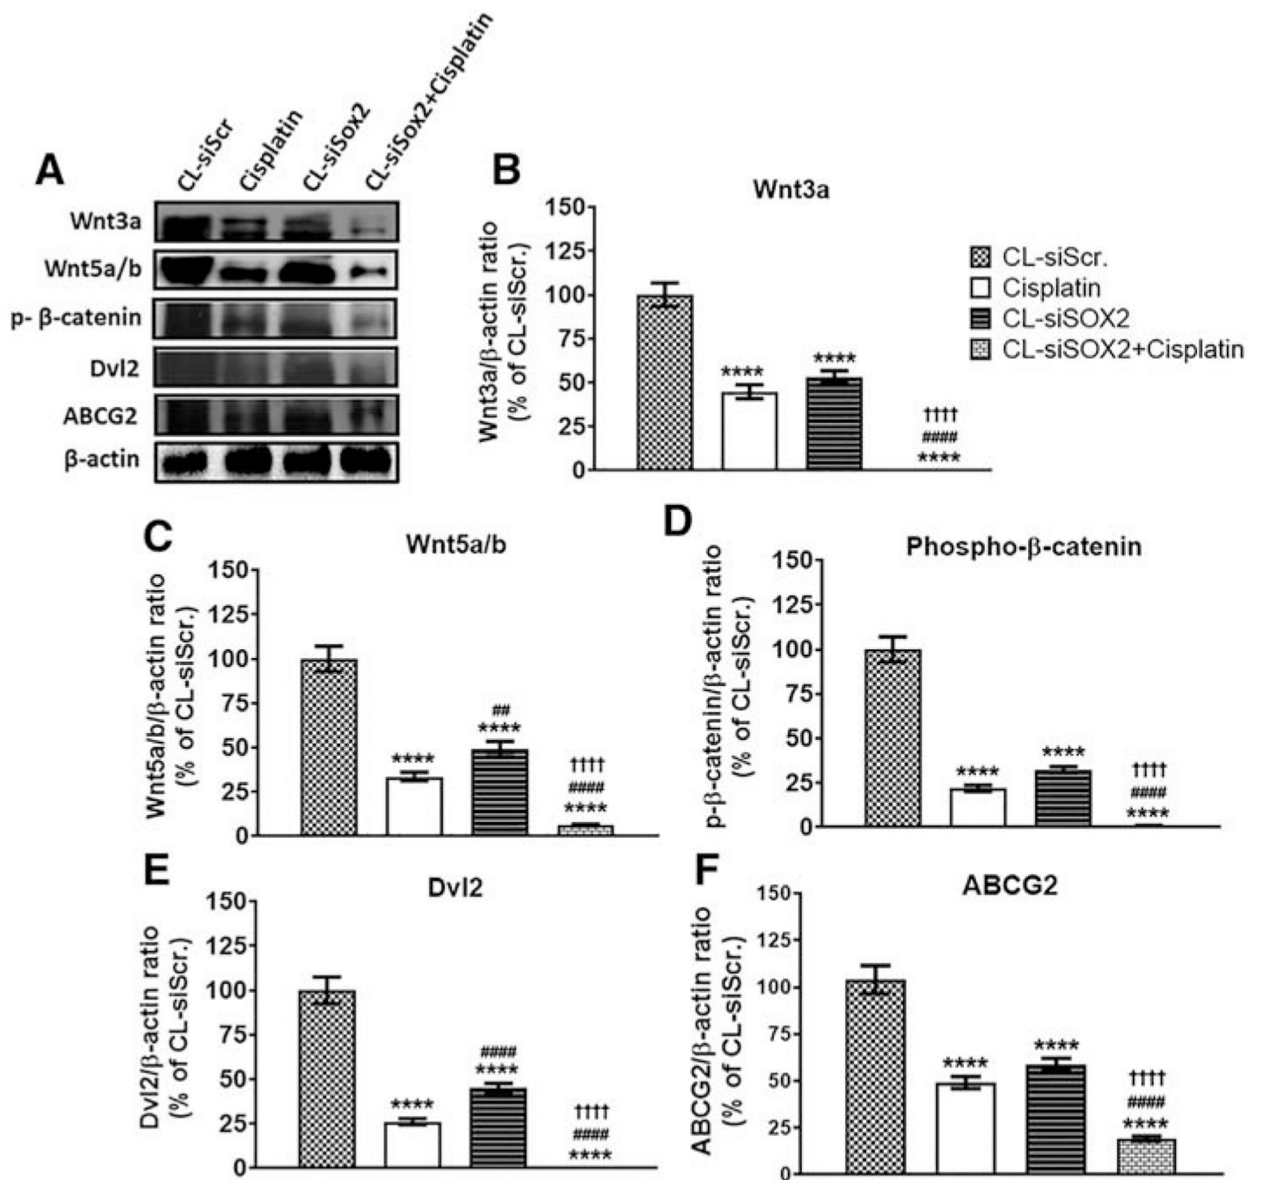 A
CL-siScr
Cisplatin
CL-siSox2
CL-siSox2+Cisplatin
Wnt3a
Wnt5a/b
p- β-catenin
Dvl2
ABCG2
β-actin
B
Wnt3a
Wnt3a/β-actin ratio
(% of CL-siScr.)
150
125
100
75
50
25
0
****
****
††††
####
****
CL-siScr.
Cisplatin
CL-siSOX2
CL-siSOX2+Cisplatin
C
Wnt5a/b
Wnt5a/b/β-actin ratio
(% of CL-siScr.)
150
125
100
75
50
25
0
****
##
****
††††
####
****
D
Phospho-β-catenin
p-β-catenin/β-actin ratio
(% of CL-siScr.)
150
125
100
75
50
25
0
****
****
††††
####
****
E
Dvl2
Dvl2/β-actin ratio
(% of CL-siScr.)
150
125
100
75
50
25
0
****
####
****
††††
####
****
F
ABCG2
ABCG2/β-actin ratio
(% of CL-siScr.)
150
125
100
75
50
25
0
****
****
††††
####
****